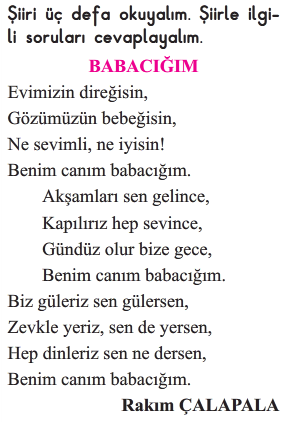 Şiiri üç defa okuyalım. Şiirle ilgi-
li soruları cevaplayalım.
BABACIĞIM
Evimizin direğisin,
Gözümüzün bebeğisin,
Ne sevimli, ne iyisin!
Benim canım babacığım.
Akşamları sen gelince,
Kapılırız hep sevince,
Gündüz olur bize gece,
Benim canım babacığım.
Biz güleriz sen gülersen,
Zevkle yeriz, sen de yersen,
Hep dinleriz sen ne dersen,
Benim canım babacığım.
Rakım ÇALAPALA